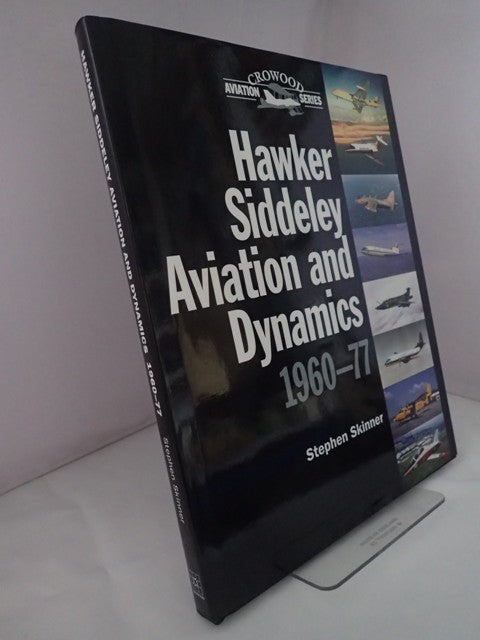 CROWOOD
AVIATION SERIES
Hawker
Siddeley
Aviation and
Dynamics
1960–77
Stephen Skinner
HAWKER SIDDELEY AVIATION AND DYNAMICS 1960–77
Stephen Skinner